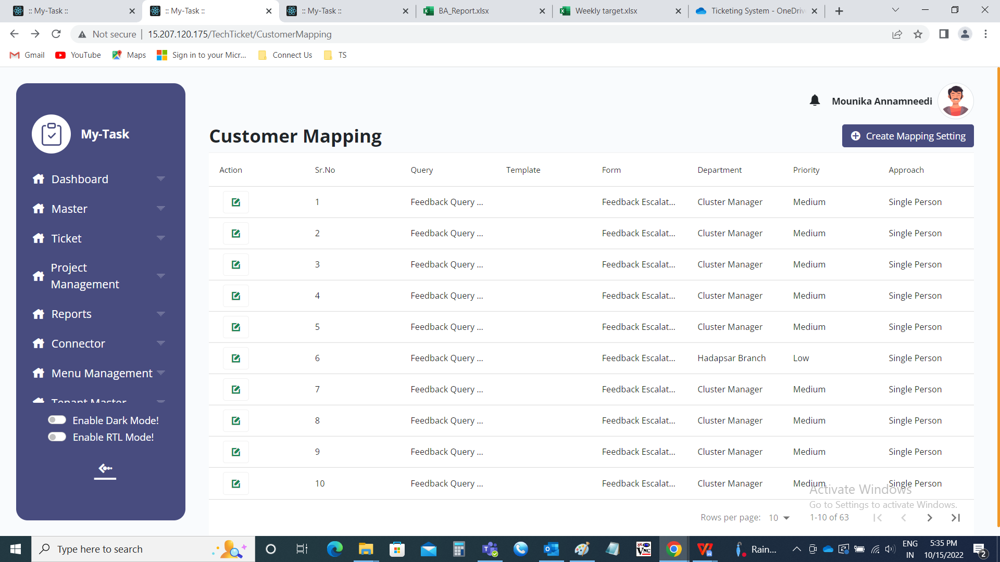 :: My-Task ::
:: My-Task ::
:: My-Task ::
BA_Report.xlsx
Weekly target.xlsx
Ticketing System - OneDriv
Not secure
15.207.120.175/TechTicket/CustomerMapping
Gmail
YouTube
Maps
Sign in to your Micr...
Connect Us
TS
My-Task
Dashboard
Master
Ticket
Project
Management
Reports
Connector
Menu Management
Tenant Master
Enable Dark Mode!
Enable RTL Mode!
Mounika Annamneedi
Customer Mapping
Create Mapping Setting
Action Sr.No Query Template Form Department Priority Approach
1 Feedback Query ... Feedback Escalat... Cluster Manager Medium Single Person
2 Feedback Query ... Feedback Escalat... Cluster Manager Medium Single Person
3 Feedback Query ... Feedback Escalat... Cluster Manager Medium Single Person
4 Feedback Query ... Feedback Escalat... Cluster Manager Medium Single Person
5 Feedback Query ... Feedback Escalat... Cluster Manager Medium Single Person
6 Feedback Query ... Feedback Escalat... Hadapsar Branch Low Single Person
7 Feedback Query ... Feedback Escalat... Cluster Manager Medium Single Person
8 Feedback Query ... Feedback Escalat... Cluster Manager Medium Single Person
9 Feedback Query ... Feedback Escalat... Cluster Manager Medium Single Person
10 Feedback Query ... Feedback Escalat... Cluster Manager Medium Single Person
Activate Windows
Go to Settings to activate Windows.
Rows per page: 10 1-10 of 63
Type here to search
Rain...
ENG
IN
5:35 PM
10/15/2022
2